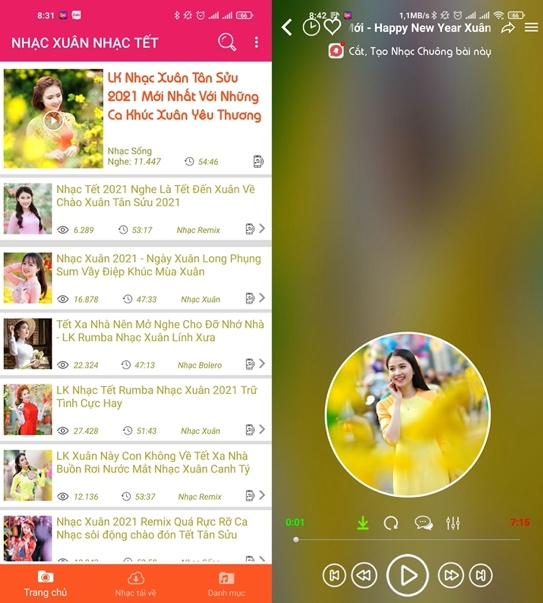 8:31
66
NHẠC XUÂN NHẠC TẾT
LK Nhạc Xuân Tân Sửu
2021 Mới Nhất Với Những
Ca Khúc Xuân Yêu Thương
Nhạc Sống
Nghe: 11.447 54:46
Nhạc Tết 2021 Nghe Là Tết Đến Xuân Về
Chào Xuân Tân Sửu 2021
6.289 53:17 Nhạc Remix
Nhạc Xuân 2021 - Ngày Xuân Long Phụng
Sum Vầy Điệp Khúc Mùa Xuân
16.878 47:33 Nhạc Xuân
Tết Xa Nhà Nên Mở Nghe Cho Đỡ Nhớ Nhà
- LK Rumba Nhạc Xuân Lính Xưa
22.324 47:13 Nhạc Bolero
LK Nhạc Tết Rumba Nhạc Xuân 2021 Trữ
Tình Cực Hay
27.428 51:43 Nhạc Xuân
LK Xuân Này Con Không Về Tết Xa Nhà
Buồn Rơi Nước Mắt Nhạc Xuân Canh Tý
12.136 53:37 Nhạc Remix
Nhạc Xuân 2021 Remix Quá Rực Rỡ Ca
Nhạc sôi động chào đón Tết Tân Sửu
Trang chủ Nhạc tải về Danh mục
8:42 1,1MB/s 66
Mới - Happy New Year Xuân
Cắt, Tạo Nhạc Chuông bài này
0:01 7:15